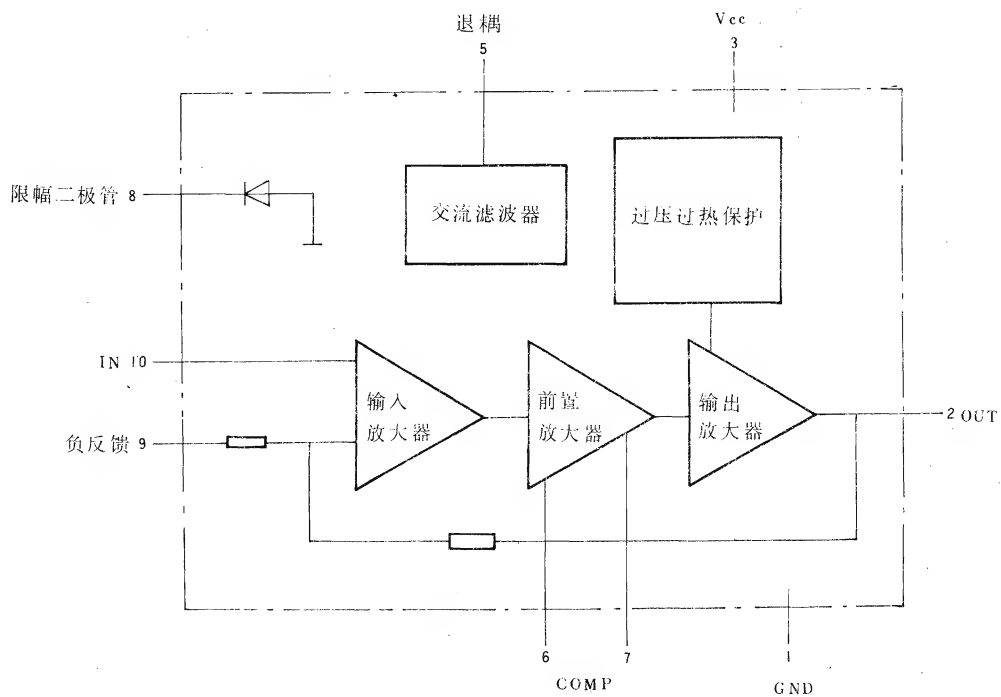 退耦
5
Vcc
3
限幅二极管 8
交流滤波器
过压过热保护
IN 10
输入
放大器
前置
放大器
输出
放大器
2 OUT
负反馈 9
6
7
COMP
1
GND